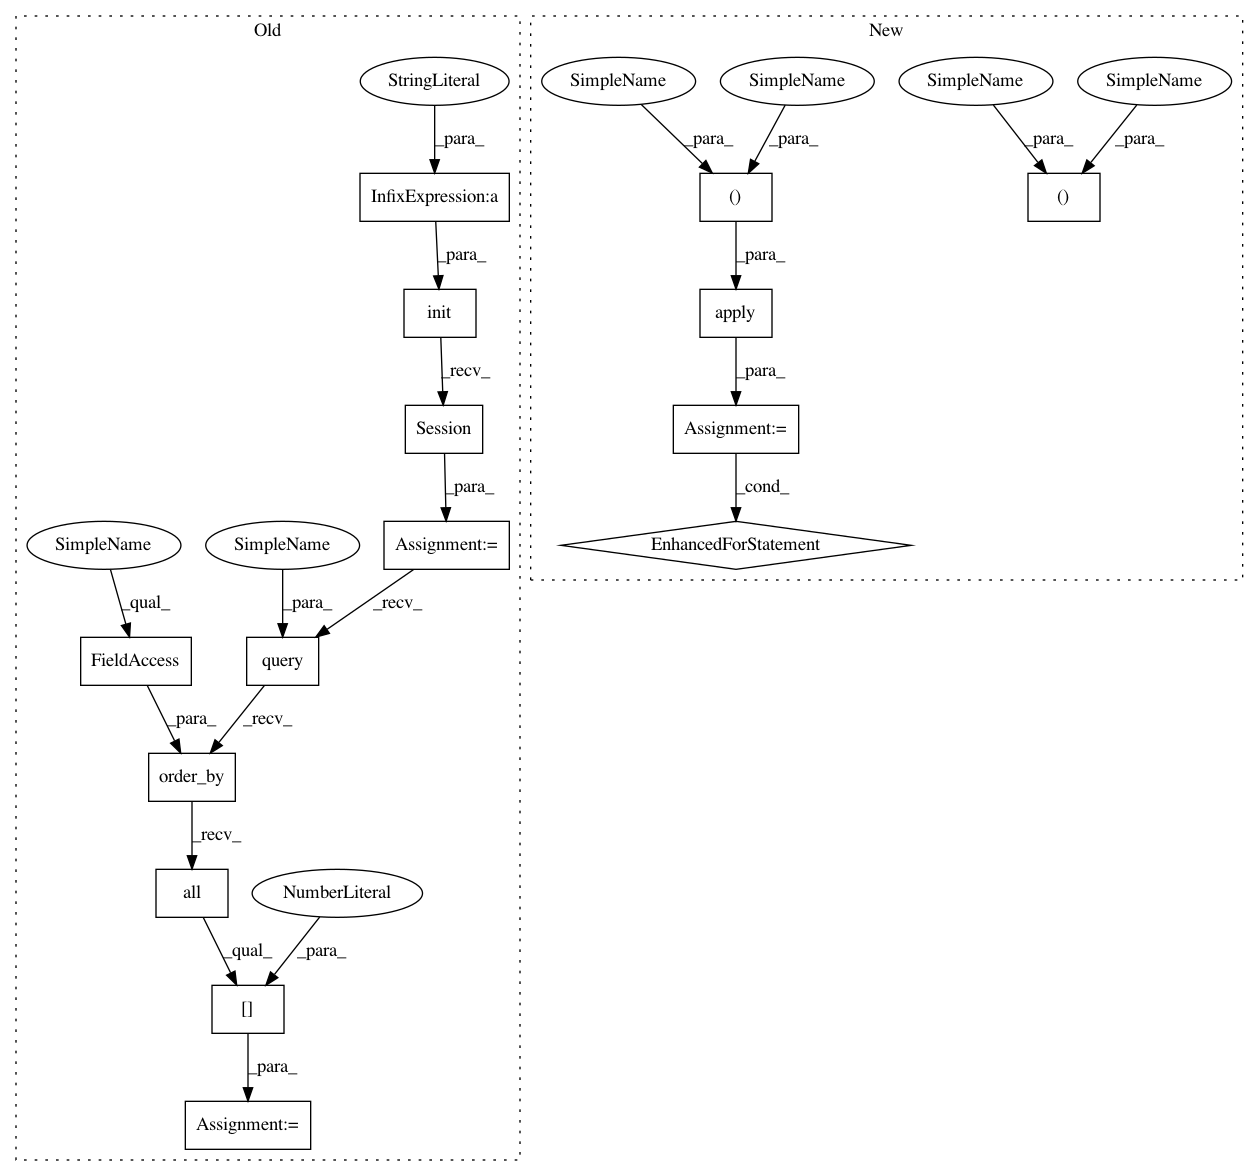 Old
New
StringLiteral
SimpleName
SimpleName
SimpleName
SimpleName
_para_
_para_
_para_
_para_
_para_
InfixExpression:a
()
()
_para_
_para_
init
apply
_recv_
_para_
Session
Assignment:=
_para_
_cond_
SimpleName
SimpleName
Assignment:=
EnhancedForStatement
_qual_
_para_
_recv_
FieldAccess
query
_para_
_recv_
order_by
_recv_
all
NumberLiteral
_qual_
_para_
[]
_para_
Assignment:=